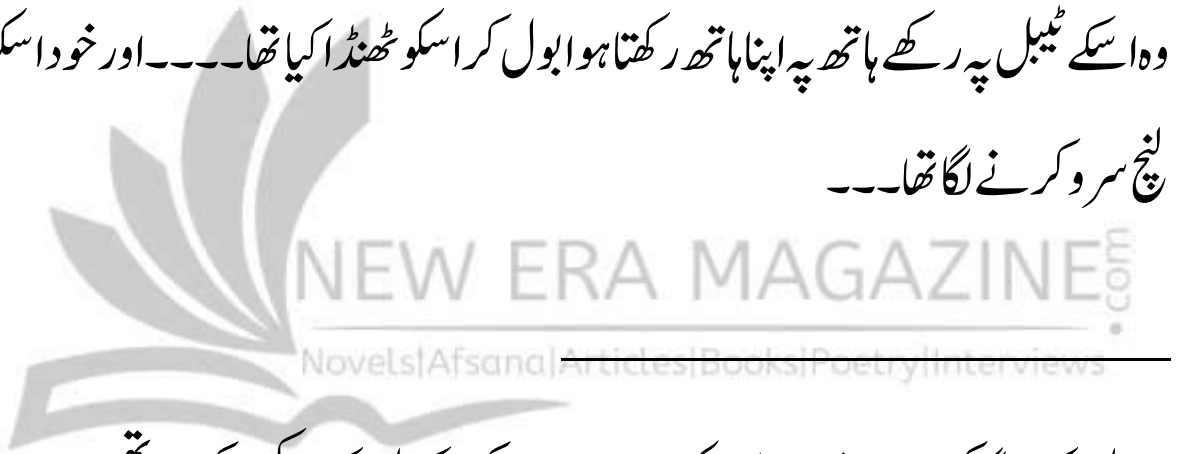 وہ اسکے ٹیبل پہ رکھے ہاتھ پہ اپنا ہاتھ رکھتا ہوا بول کر اسکو ٹھنڈا کیا تھا۔۔۔۔اور خود اسکو
لنچ سرو کرنے لگا تھا۔۔۔
NEW ERA MAGAZINE.com
Novels|Afsana|Articles|Books|Poetry|Interviews